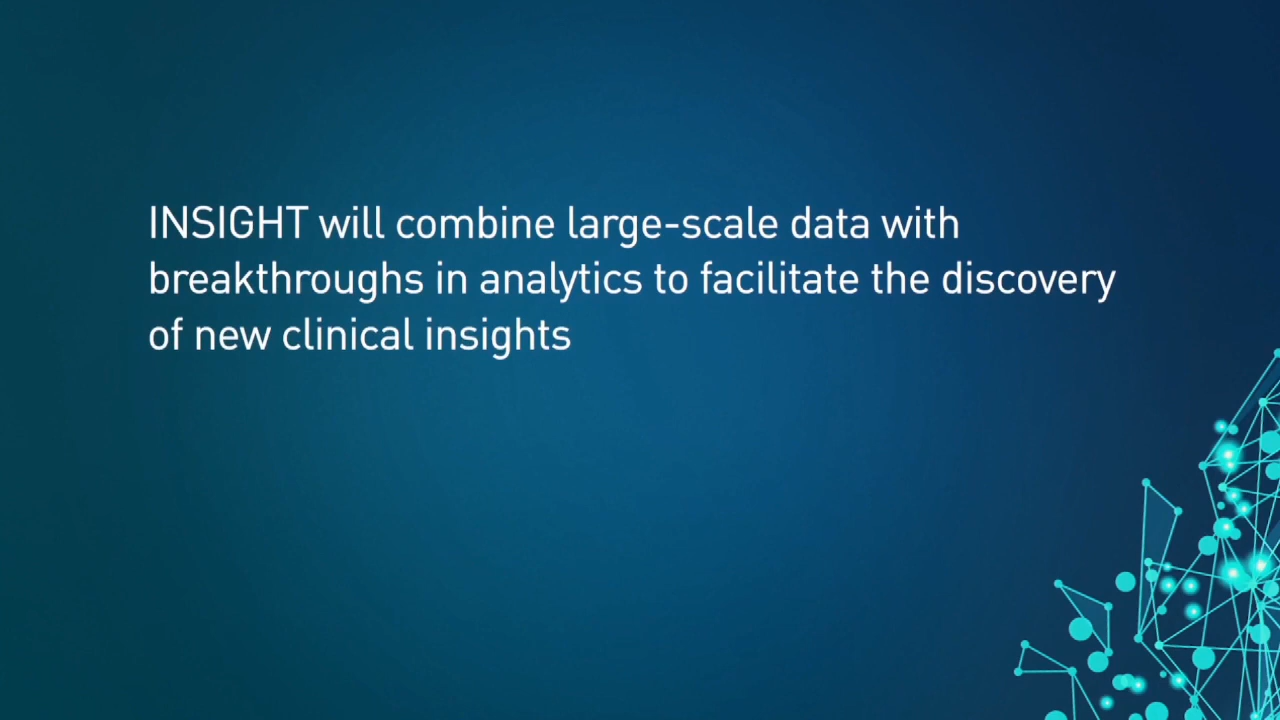 INSIGHT will combine large-scale data with
breakthroughs in analytics to facilitate the discovery
of new clinical insights